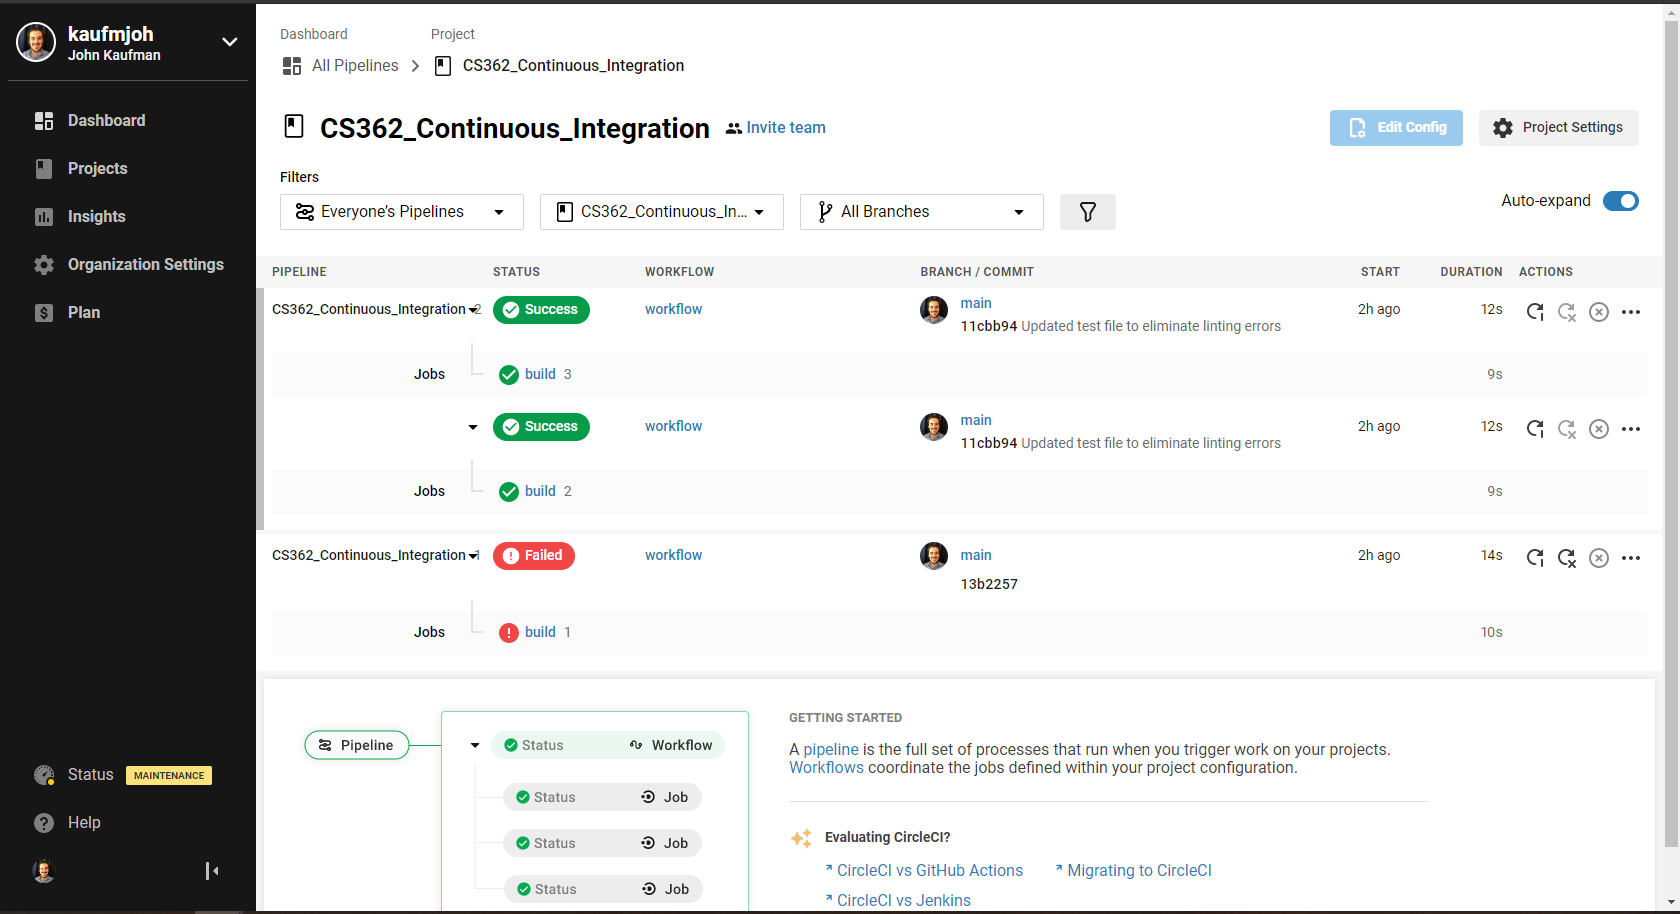 kaufmjoh
John Kaufman
Dashboard
Projects
Insights
Organization Settings
Plan
Status MAINTENANCE
Help
Dashboard Project
All Pipelines CS362_Continuous_Integration
CS362_Continuous_Integration Invite team
Edit Config Project Settings
Filters
Everyone’s Pipelines CS362_Continuous_In... All Branches
Auto-expand
PIPELINE STATUS WORKFLOW BRANCH / COMMIT START DURATION ACTIONS
CS362_Continuous_Integration 2 Success workflow main 2h ago 12s
11cbb94 Updated test file to eliminate linting errors
Jobs build 3 9s
Success workflow main 2h ago 12s
11cbb94 Updated test file to eliminate linting errors
Jobs build 2 9s
CS362_Continuous_Integration 1 Failed workflow main 2h ago 14s
13b2257
Jobs build 1 10s
Pipeline
Status Workflow
Status Job
Status Job
Status Job
GETTING STARTED
A pipeline is the full set of processes that run when you trigger work on your projects.
Workflows coordinate the jobs defined within your project configuration.
Evaluating CircleCI?
CircleCI vs GitHub Actions Migrating to CircleCI
CircleCI vs Jenkins